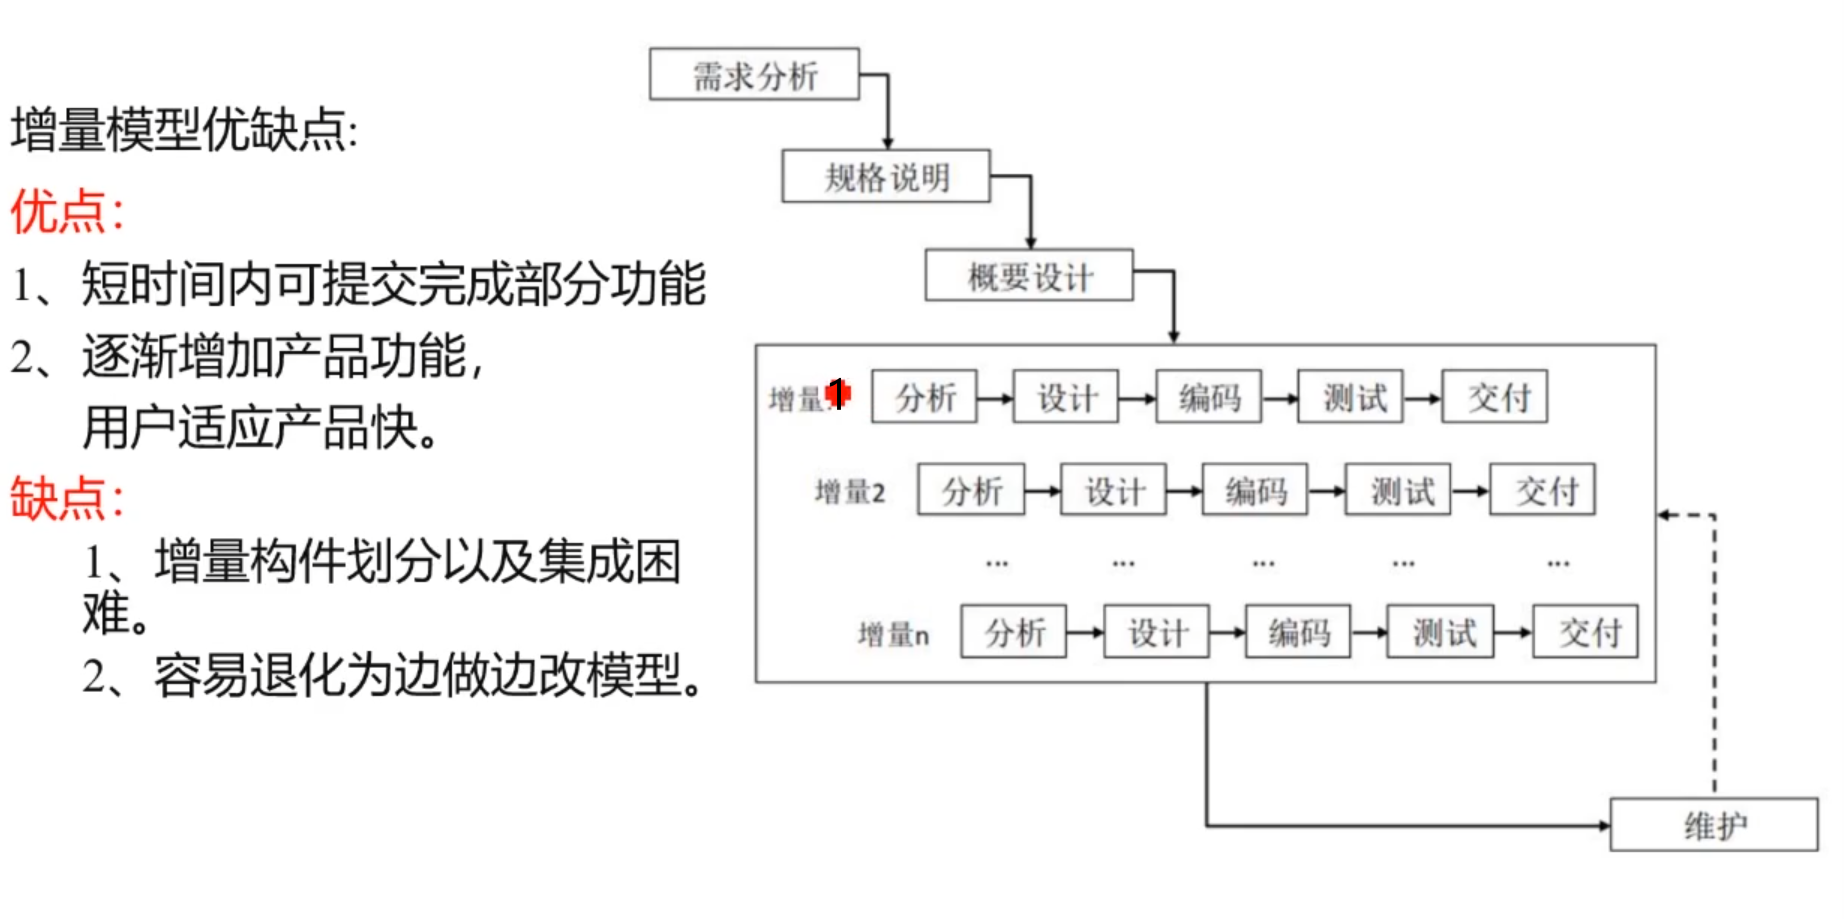 增量模型优缺点:
优点：
1、短时间内可提交完成部分功能
2、逐渐增加产品功能，
用户适应产品快。
缺点：
1、增量构件划分以及集成困
难。
2、容易退化为边做边改模型。
需求分析
规格说明
概要设计
增量1 分析 设计 编码 测试 交付
增量2 分析 设计 编码 测试 交付
... ... ... ... ...
增量n 分析 设计 编码 测试 交付
维护